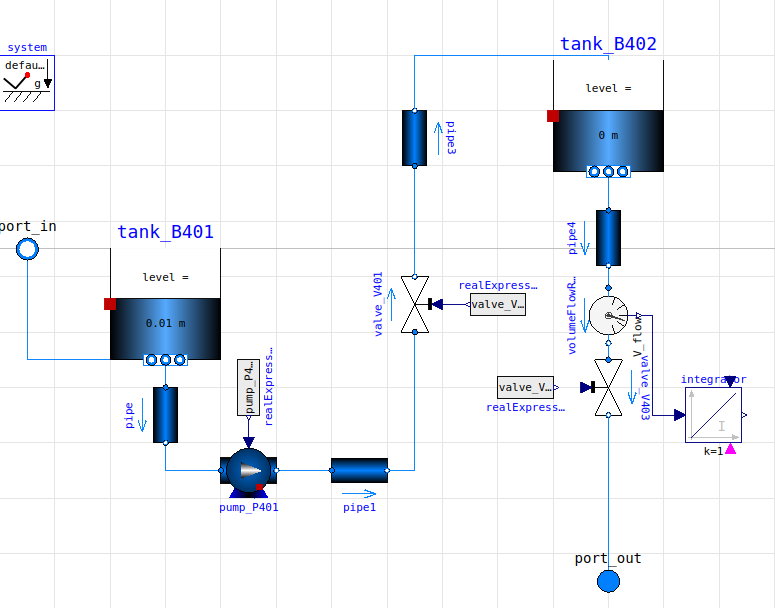 system
defau…
g
tank_B402
level =
0 m
pipe3
port_in
tank_B401
level =
0.01 m
pipe4
valve_V401
realExpress…
valve_V…
volumeFlowR…
V_flow
valve_V…
realExpress…
valve_V403
integrator
I
k=1
pipe
pump_P4…
realExpress…
pump_P401
pipe1
port_out